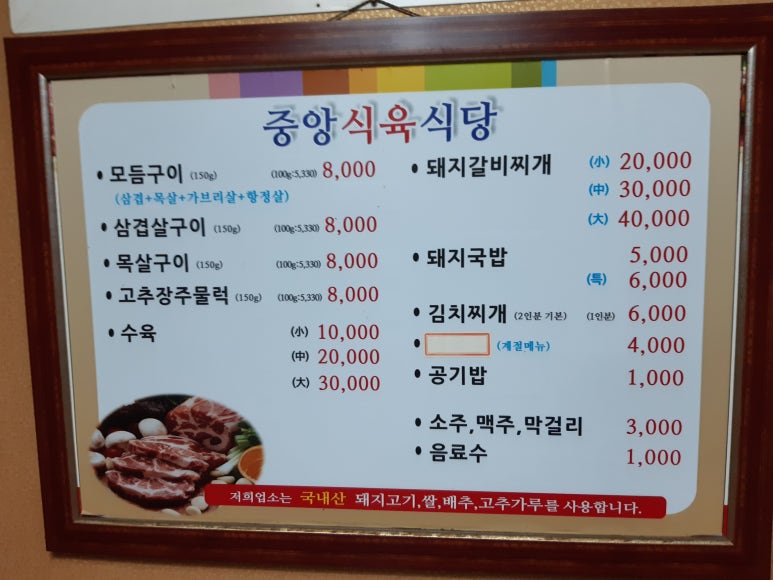 중앙식육식당
• 모듬구이 (150g) (100g:5,330) 8,000
(삼겹+목살+가브리살+항정살)
• 삼겹살구이 (150g) (100g:5,330) 8,000
• 목살구이 (150g) (100g:5,330) 8,000
• 고추장주물럭 (150g) (100g:5,330) 8,000
• 수육 (小) 10,000
(中) 20,000
(大) 30,000
• 돼지갈비찌개 (小) 20,000
(中) 30,000
(大) 40,000
• 돼지국밥 5,000
(특) 6,000
• 김치찌개 (2인분 기본) (1인분) 6,000
• (계절메뉴) 4,000
• 공기밥 1,000
• 소주,맥주,막걸리 3,000
• 음료수 1,000
저희업소는 국내산 돼지고기,쌀,배추,고추가루를 사용합니다.